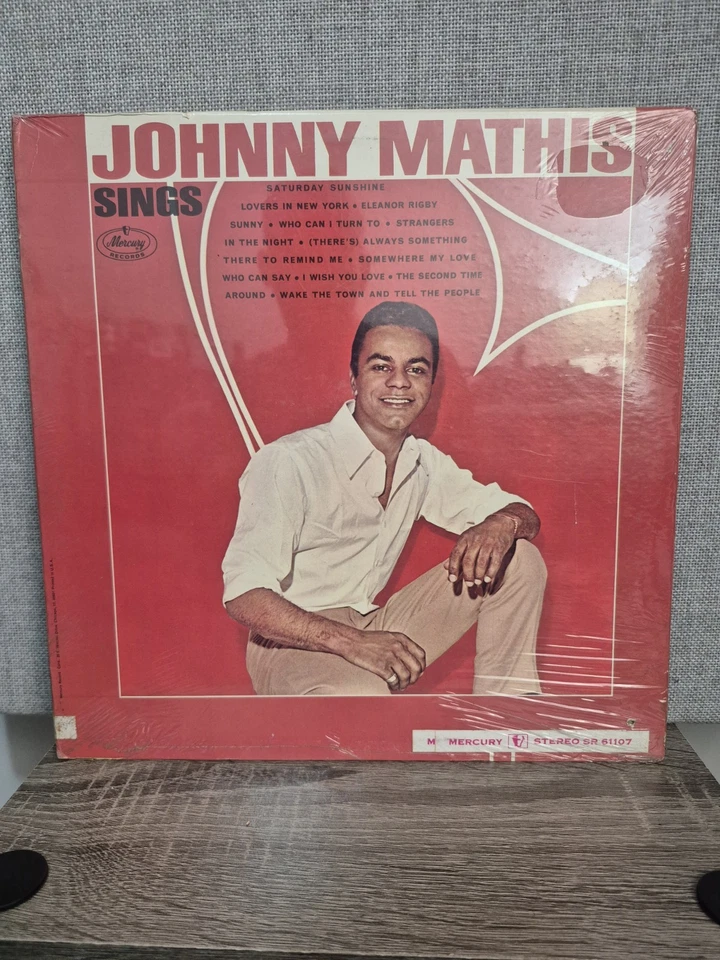 JOHNNY MATHIS
SINGS
SATURDAY SUNSHINE
LOVERS IN NEW YORK • ELEANOR RIGBY
SUNNY • WHO CAN I TURN TO • STRANGERS
IN THE NIGHT • (THERE'S) ALWAYS SOMETHING
THERE TO REMIND ME • SOMEWHERE MY LOVE
WHO CAN SAY • I WISH YOU LOVE • THE SECOND TIME
AROUND • WAKE THE TOWN AND TELL THE PEOPLE
Mercury
RECORDS
M MERCURY STEREO SR 61107